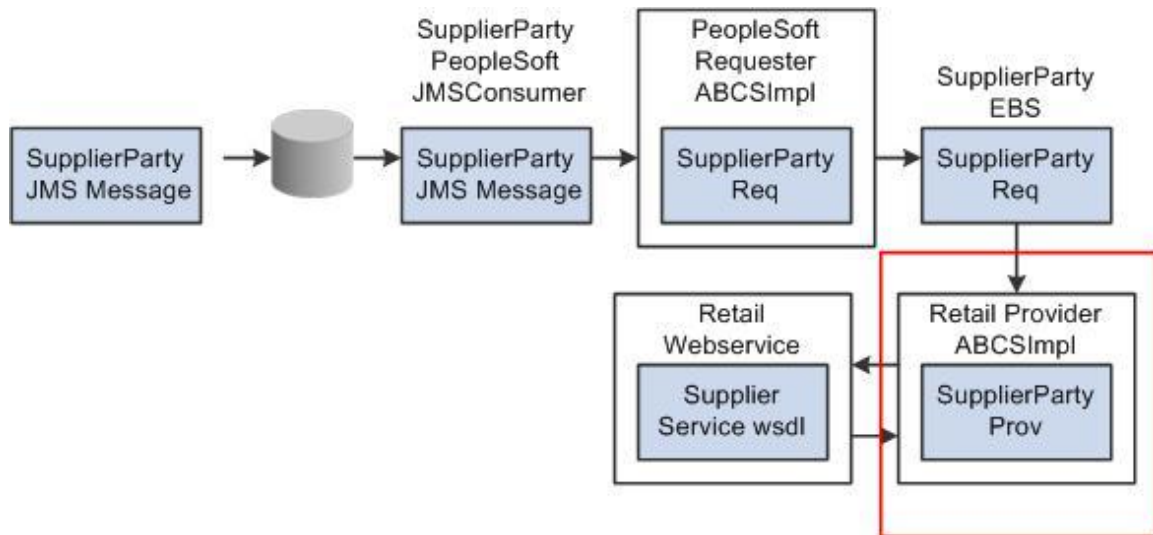 SupplierParty
JMS Message
SupplierParty
PeopleSoft
JMSConsumer
SupplierParty
JMS Message
PeopleSoft
Requester
ABCSImpl
SupplierParty
Req
SupplierParty
EBS
SupplierParty
Req
Retail
Webservice
Supplier
Service wsdl
Retail Provider
ABCSImpl
SupplierParty
Prov